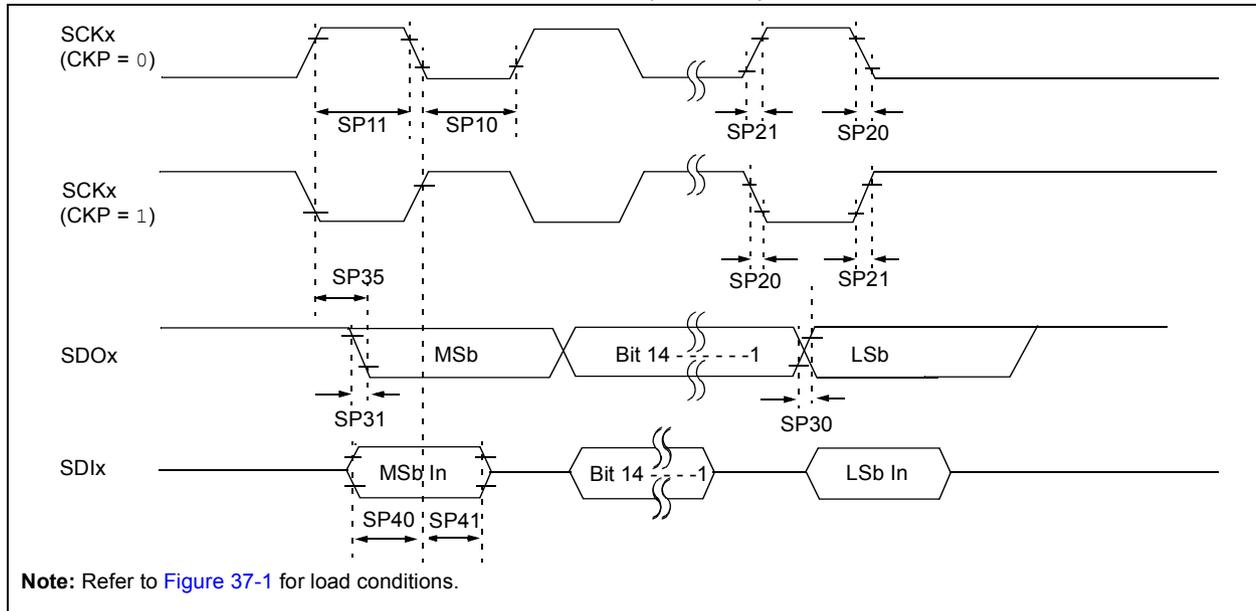 SCKx
(CKP = 0)
SP11
SP10
SP21
SP20
SCKx
(CKP = 1)
SP35
SP20
SP21
SDOx
MSb
Bit 14 - - - - - -1
LSb
SP31
SP30
SDIx
MSb In
Bit 14 - - - -1
LSb In
SP40
SP41
Note: Refer to Figure 37-1 for load conditions.